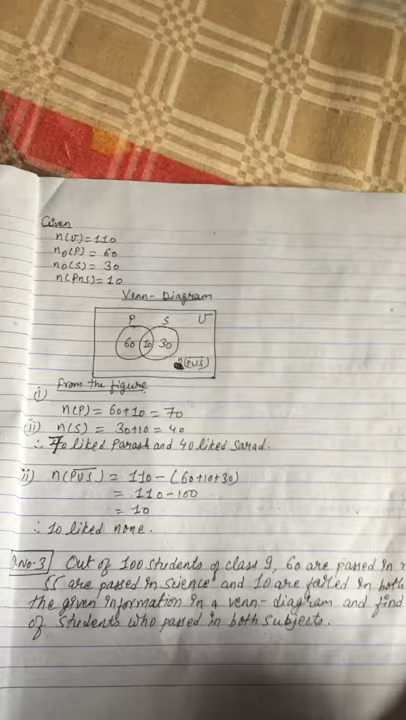 Given
n(U) = 110
no(P) = 60
no(S) = 30
n(P∩S) = 10
Venn-Diagram
P S U
60 10 30
n(P∪S)
from the figure
(i)
n(P) = 60+10 = 70
(ii) n(S) = 30+10 = 40
∴ 70 liked Parash and 40 liked Sarad.
ii) n(P∪S) = 110 - (60+10+30)
= 110 - 100
= 10
∴ 10 liked none.
Out of 100 students of class 9, 60 are passed in
55 are passed in science and 10 are failed in both
the given information in a venn-diagram and find
of students who passed in both subjects.